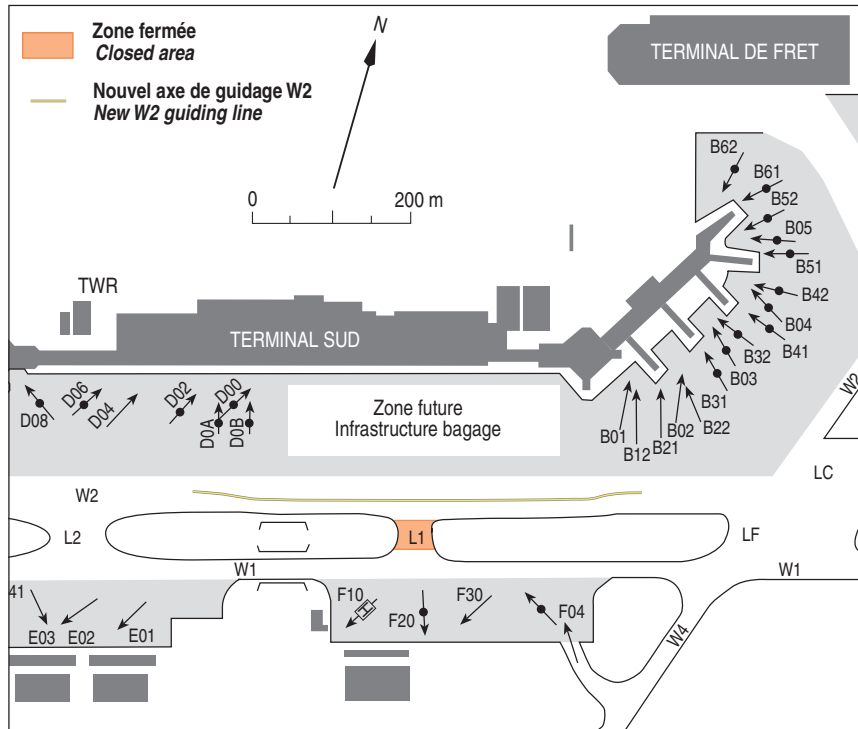 Zone fermée
Closed area
Nouvel axe de guidage W2
New W2 guiding line
N
0 200 m
TERMINAL DE FRET
B62
B61
B52
B05
B51
B42
B04
B41
B32
B03
B31
B22
B02
B21
B12
B01
TWR
TERMINAL SUD
D08
D06
D04
D02
D00
D0A
D0B
Zone future
Infrastructure bagage
W2
LC
W2
L2
L1
LF
W1
W1
41
E03
E02
E01
F10
F20
F30
F04
W4